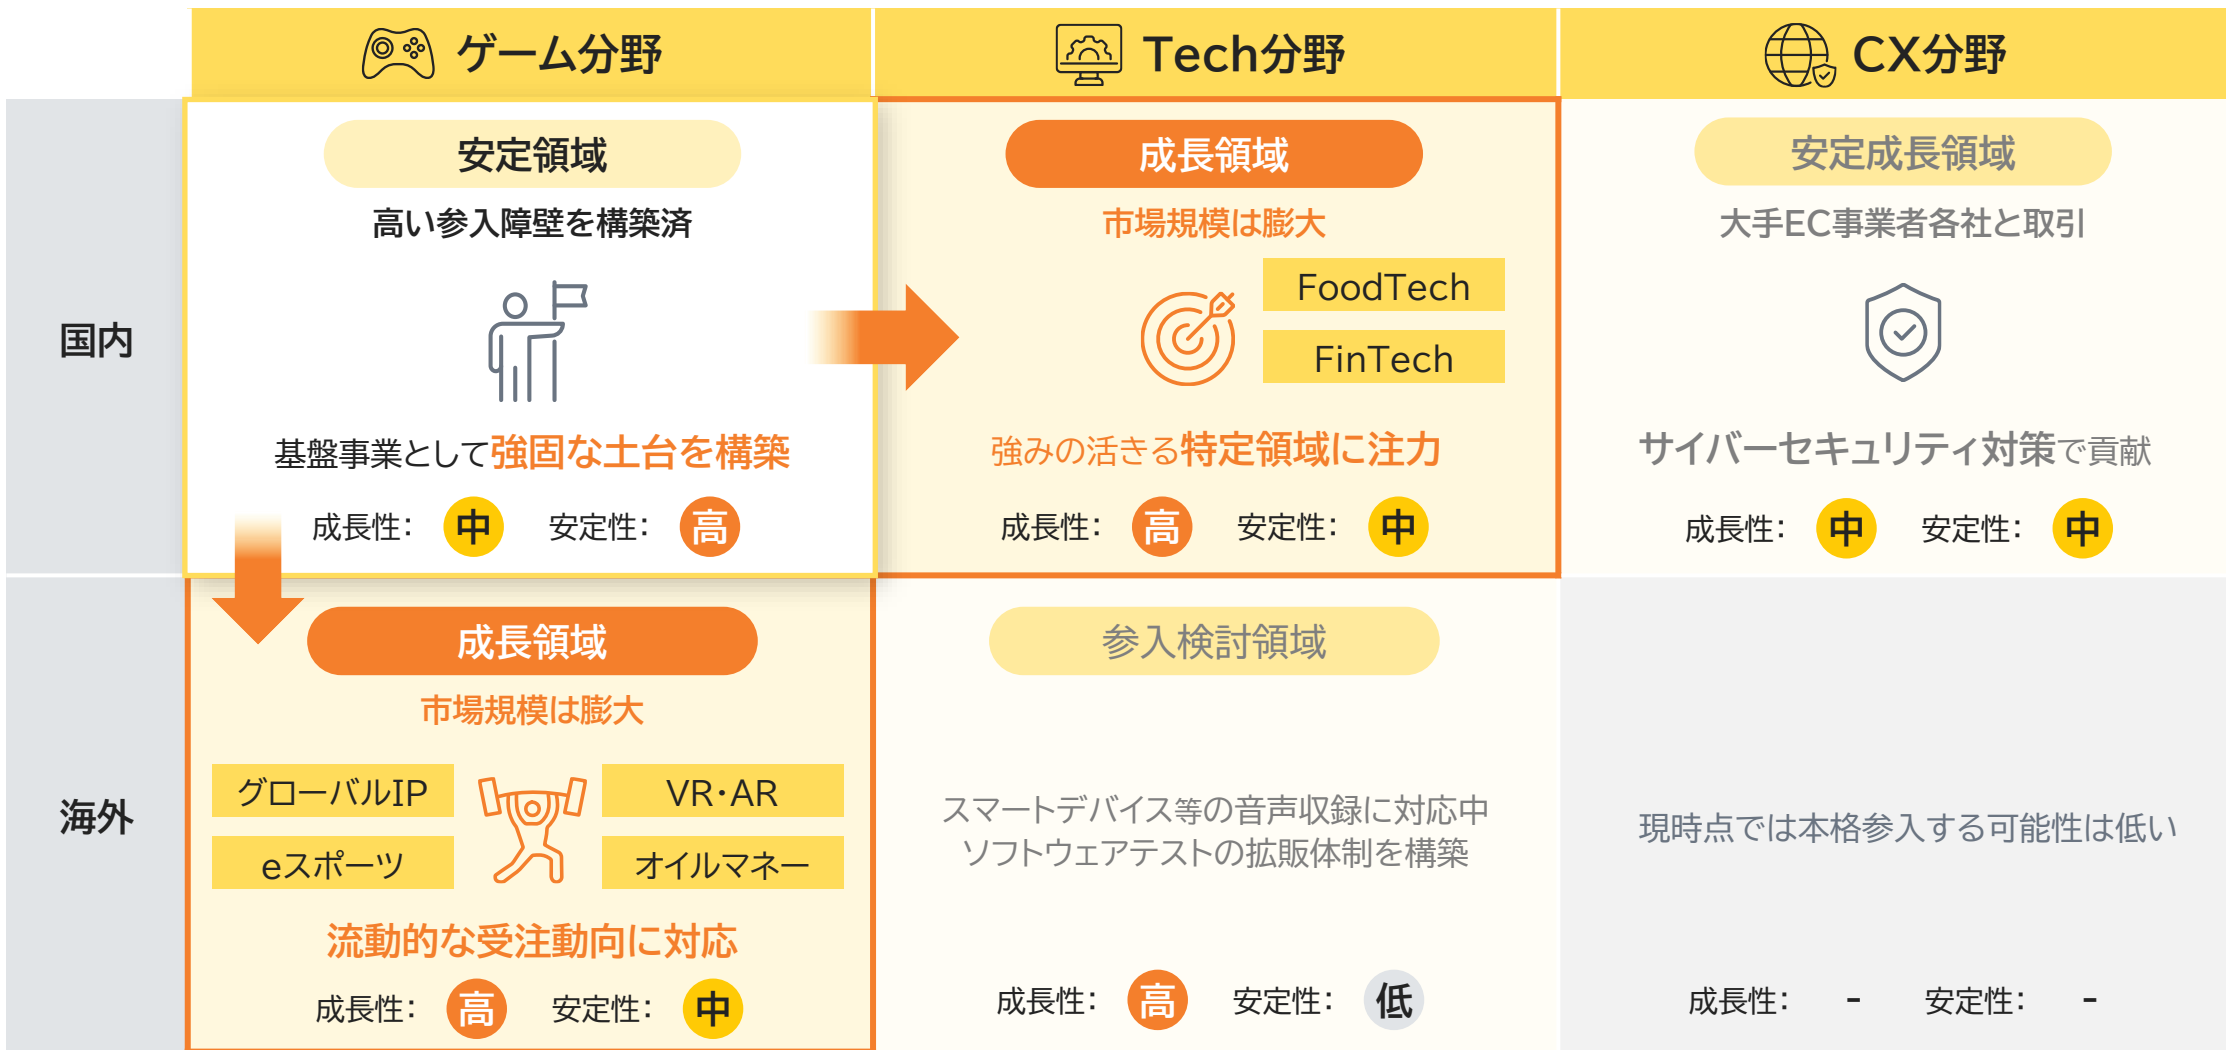 ゲーム分野
Tech分野
CX分野
国内
安定領域
高い参入障壁を構築済
基盤事業として強固な土台を構築
成長性： 中 安定性： 高
成長領域
市場規模は膨大
FoodTech
FinTech
強みの活きる特定領域に注力
成長性： 高 安定性： 中
安定成長領域
大手EC事業者各社と取引
サイバーセキュリティ対策で貢献
成長性： 中 安定性： 中
海外
成長領域
市場規模は膨大
グローバルIP
VR・AR
eスポーツ
オイルマネー
流動的な受注動向に対応
成長性： 高 安定性： 中
参入検討領域
スマートデバイス等の音声収録に対応中
ソフトウェアテストの拡販体制を構築
成長性： 高 安定性： 低
現時点では本格参入する可能性は低い
成長性： - 安定性： -